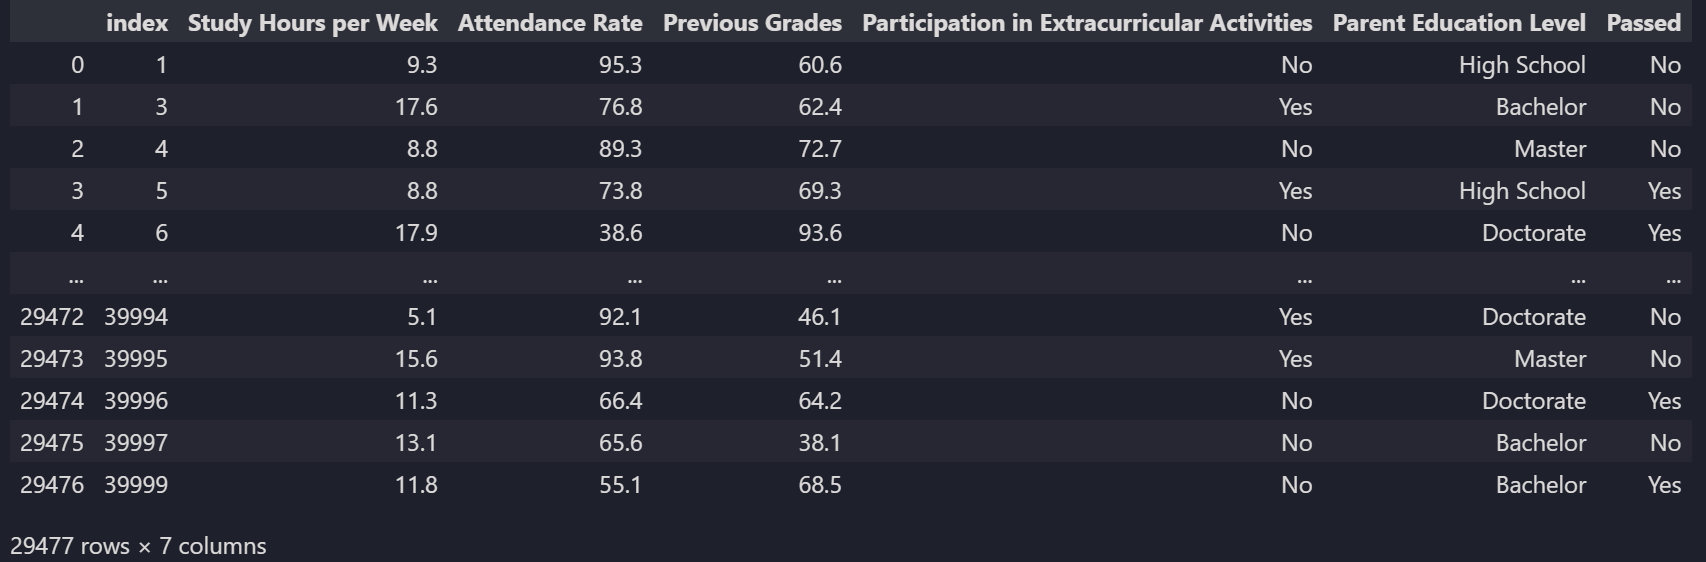 index Study Hours per Week Attendance Rate Previous Grades Participation in Extracurricular Activities Parent Education Level Passed
0 1 9.3 95.3 60.6 No High School No
1 3 17.6 76.8 62.4 Yes Bachelor No
2 4 8.8 89.3 72.7 No Master No
3 5 8.8 73.8 69.3 Yes High School Yes
4 6 17.9 38.6 93.6 No Doctorate Yes
... ... ... ... ... ... ... ...
29472 39994 5.1 92.1 46.1 Yes Doctorate No
29473 39995 15.6 93.8 51.4 Yes Master No
29474 39996 11.3 66.4 64.2 No Doctorate Yes
29475 39997 13.1 65.6 38.1 No Bachelor No
29476 39999 11.8 55.1 68.5 No Bachelor Yes
29477 rows × 7 columns